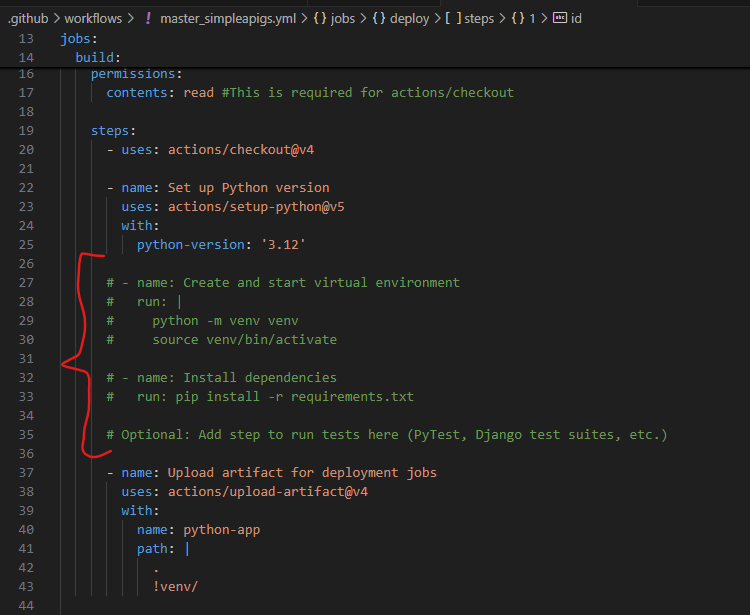 .github > workflows > ! master_simpleapigs.yml > {} jobs > {} deploy > [ ] steps > {} 1 > abc id
13 jobs:
14 build:
16 permissions:
17 contents: read #This is required for actions/checkout
18
19 steps:
20 - uses: actions/checkout@v4
21
22 - name: Set up Python version
23 uses: actions/setup-python@v5
24 with:
25 python-version: '3.12'
26
27 # - name: Create and start virtual environment
28 #   run: |
29 #     python -m venv venv
30 #     source venv/bin/activate
31
32 # - name: Install dependencies
33 #   run: pip install -r requirements.txt
34
35 # Optional: Add step to run tests here (PyTest, Django test suites, etc.)
36
37 - name: Upload artifact for deployment jobs
38 uses: actions/upload-artifact@v4
39 with:
40 name: python-app
41 path: |
42 .
43 !venv/
44